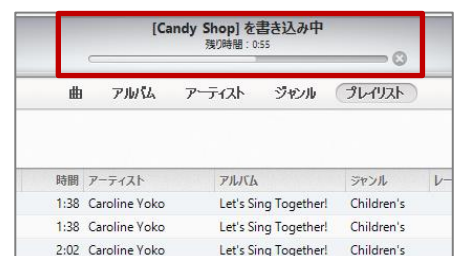 [Candy Shop] を書き込み中
残り時間：0:55
曲 アルバム アーティスト ジャンル プレイリスト
時間 アーティスト アルバム ジャンル レー
1:38 Caroline Yoko Let's Sing Together! Children's
1:38 Caroline Yoko Let's Sing Together! Children's
2:02 Caroline Yoko Let's Sing Together! Children's